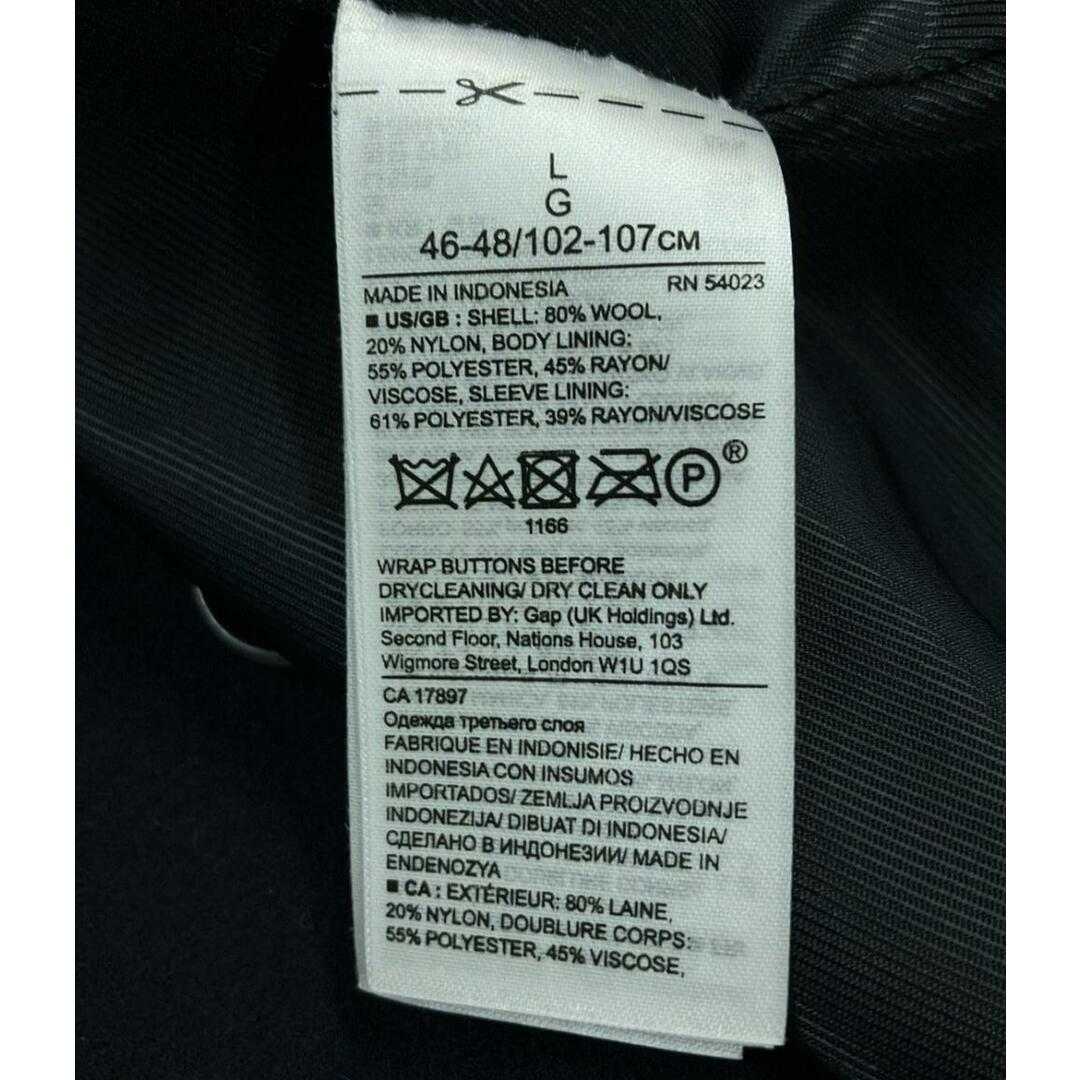 L
G
46-48/102-107CM
MADE IN INDONESIA RN 54023
■ US/GB : SHELL: 80% WOOL,
20% NYLON, BODY LINING:
55% POLYESTER, 45% RAYON/
VISCOSE, SLEEVE LINING:
61% POLYESTER, 39% RAYON/VISCOSE
P ®
1166
WRAP BUTTONS BEFORE
DRYCLEANING/ DRY CLEAN ONLY
IMPORTED BY: Gap (UK Holdings) Ltd.
Second Floor, Nations House, 103
Wigmore Street, London W1U 1QS
CA 17897
Одежда третьего слоя
FABRIQUE EN INDONISIE/ HECHO EN
INDONESIA CON INSUMOS
IMPORTADOS/ ZEMLJA PROIZVODNJE
INDONEZIJA/ DIBUAT DI INDONESIA/
СДЕЛАНО В ИНДОНЕЗИИ/ MADE IN
ENDENOZYA
■ CA : EXTÉRIEUR: 80% LAINE,
20% NYLON, DOUBLURE CORPS:
55% POLYESTER, 45% VISCOSE,